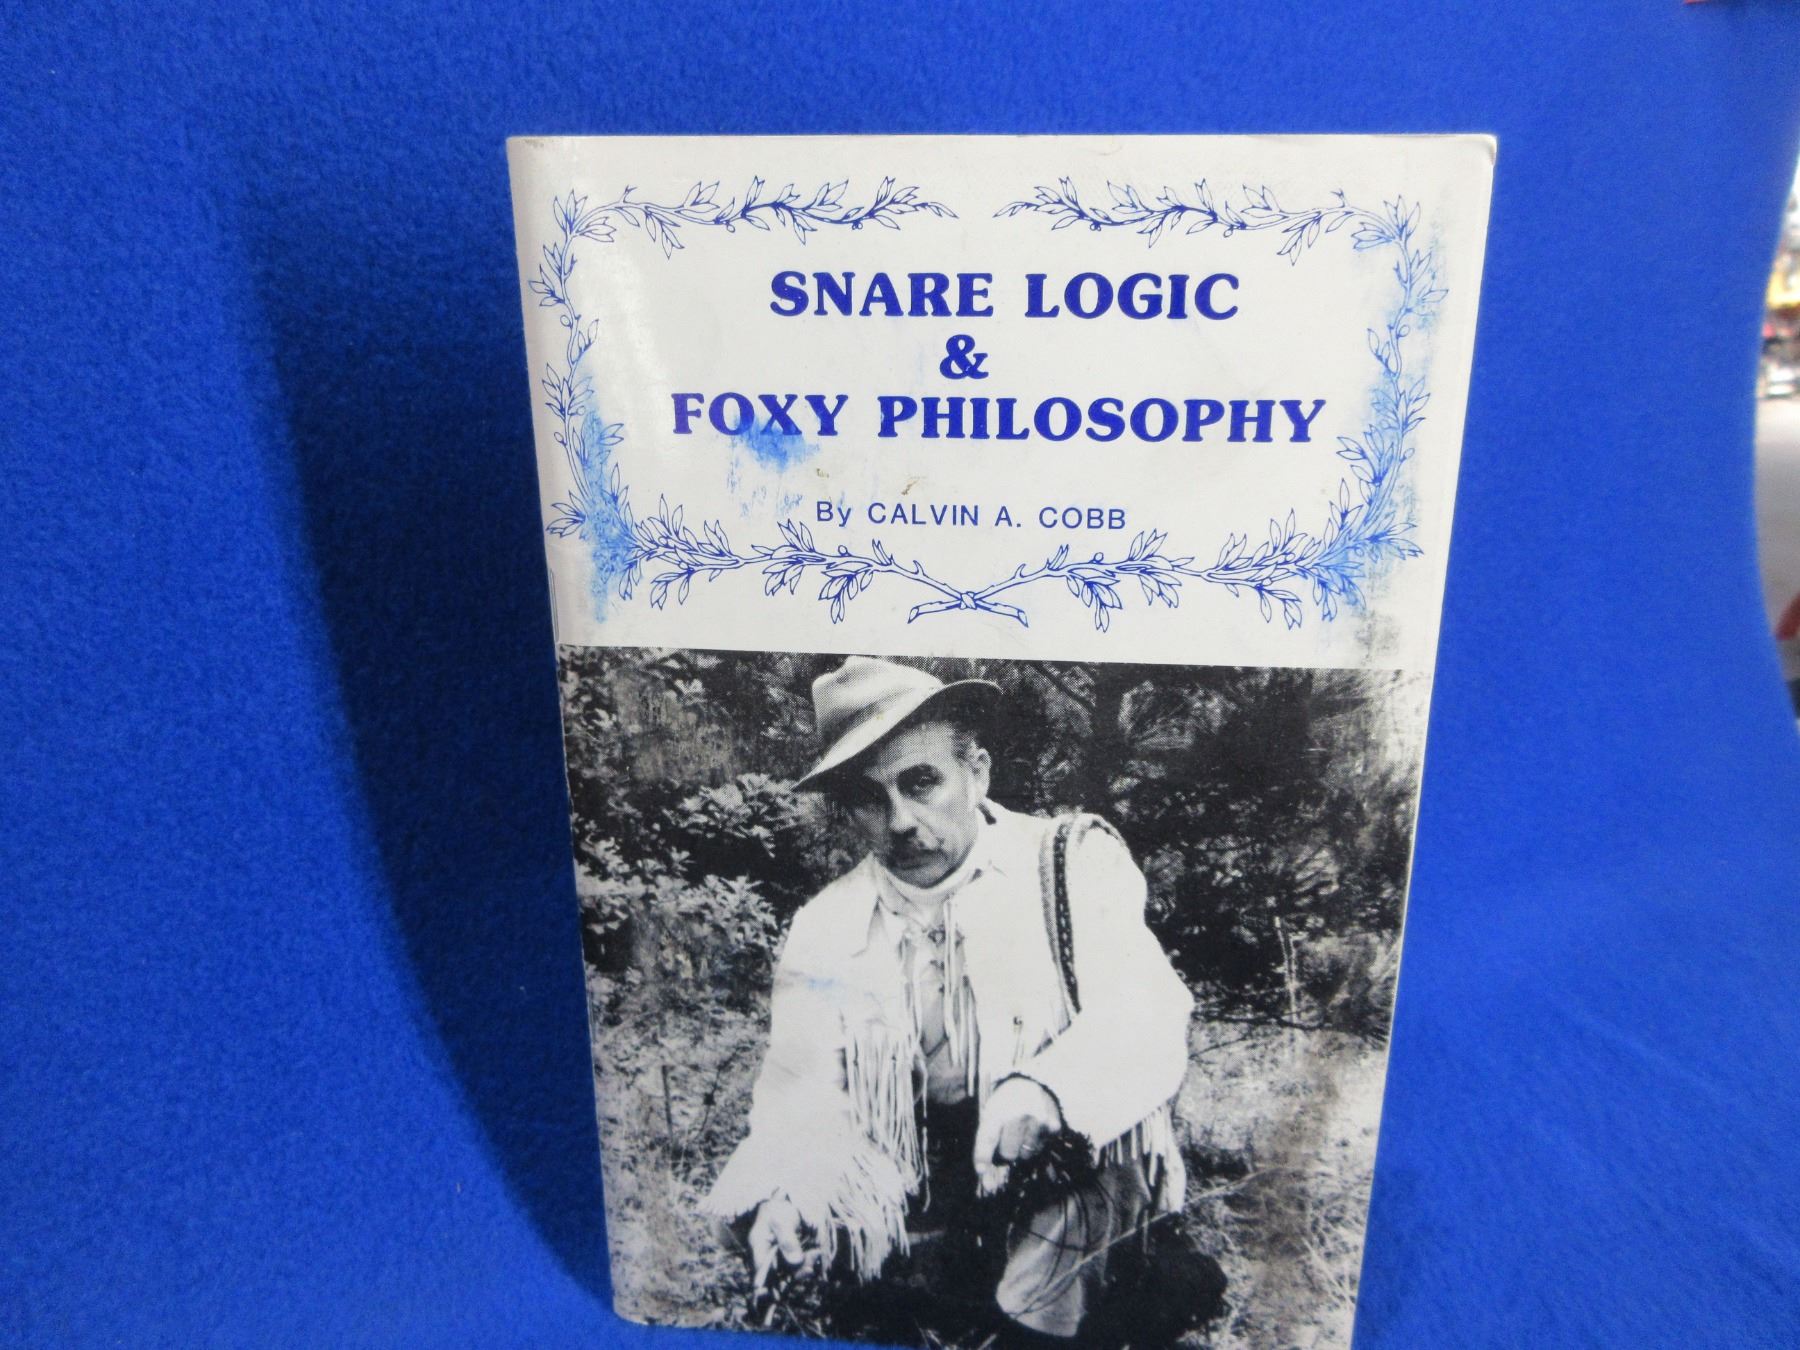 SNARE LOGIC
&
FOXY PHILOSOPHY
By CALVIN A. COBB